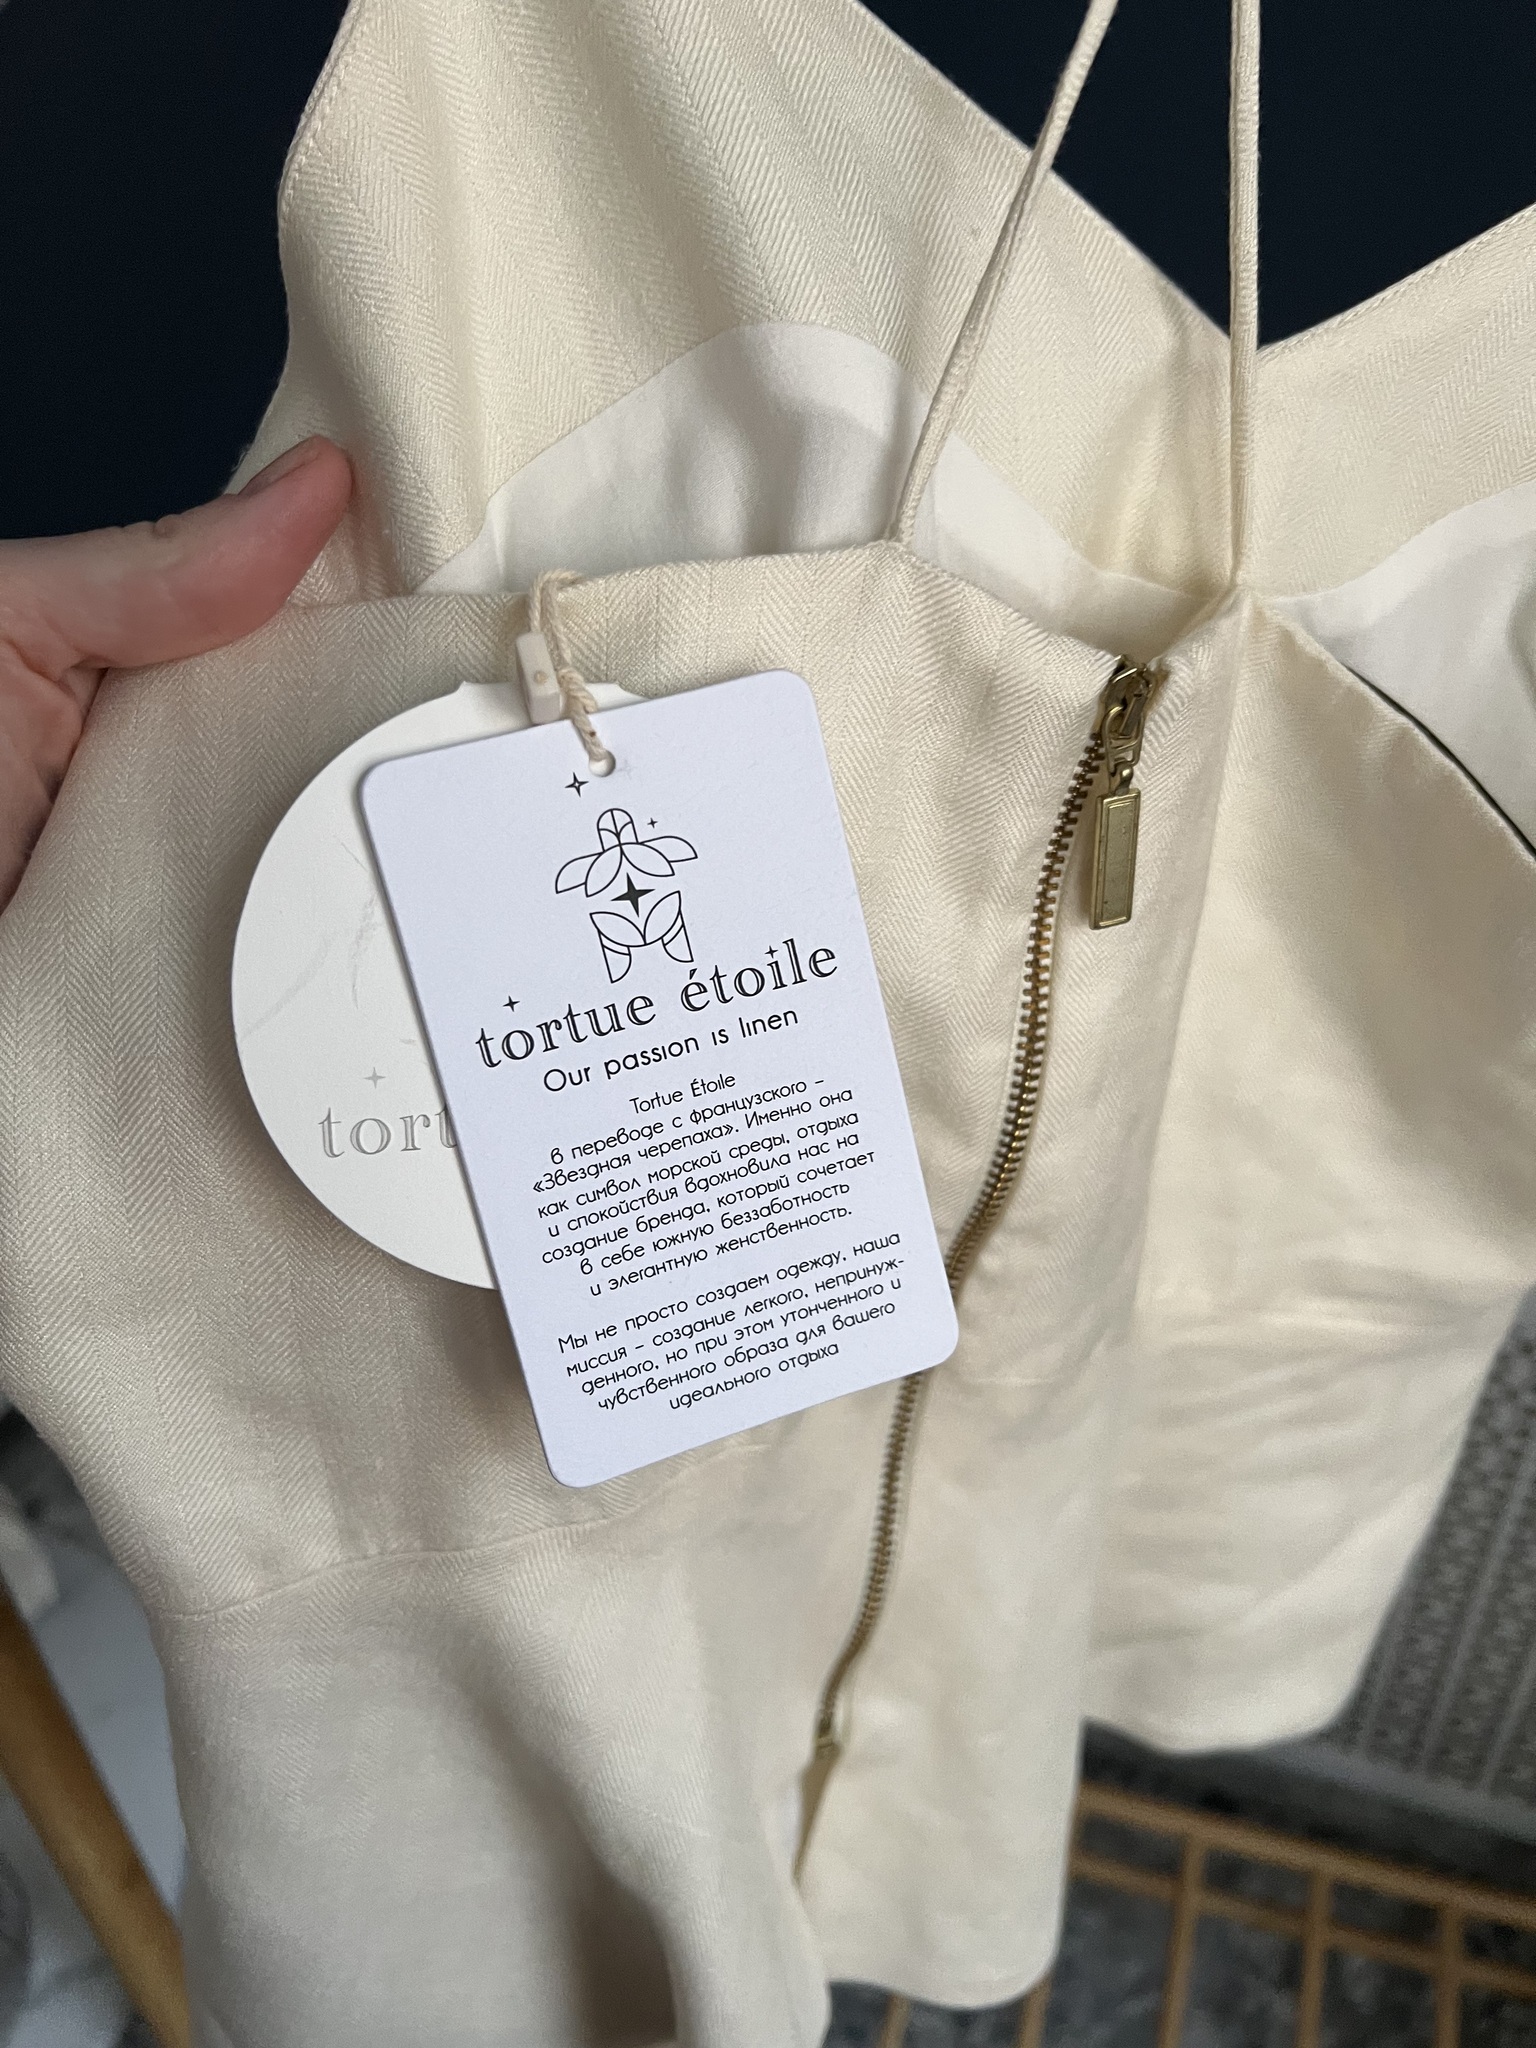 tortue étoile
Our passion is linen
Tortue Étoile
в переводе с французского –
«Звездная черепаха». Именно она
как символ морской среды, отдыха
и спокойствия вдохновила нас на
создание бренда, который сочетает
в себе южную беззаботность
и элегантную женственность.
Мы не просто создаем одежду, наша
миссия – создание легкого, непринуж-
денного, но при этом утонченного и
чувственного образа для вашего
идеального отдыха
tort